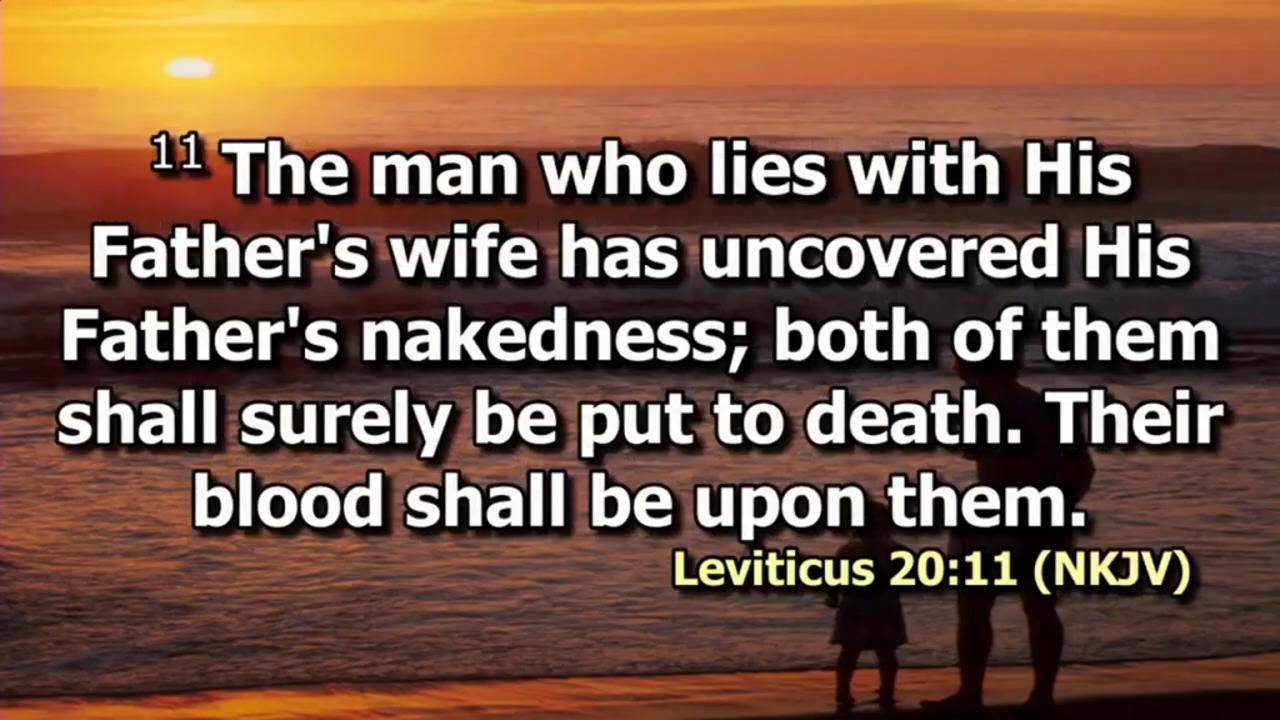 11 The man who lies with His
Father's wife has uncovered His
Father's nakedness; both of them
shall surely be put to death. Their
blood shall be upon them.
Leviticus 20:11 (NKJV)